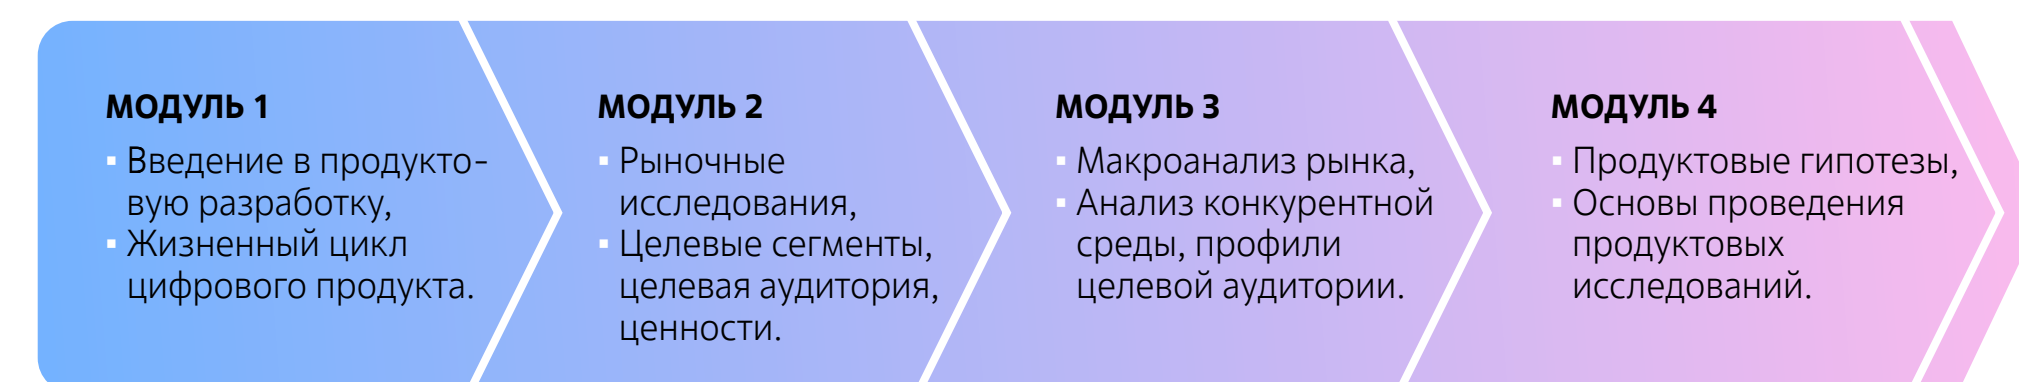 МОДУЛЬ 1
▪ Введение в продукто-
вую разработку,
▪ Жизненный цикл
цифрового продукта.
МОДУЛЬ 2
▪ Рыночные
исследования,
▪ Целевые сегменты,
целевая аудитория,
ценности.
МОДУЛЬ 3
▪ Макроанализ рынка,
▪ Анализ конкурентной
среды, профили
целевой аудитории.
МОДУЛЬ 4
▪ Продуктовые гипотезы,
▪ Основы проведения
продуктовых
исследований.